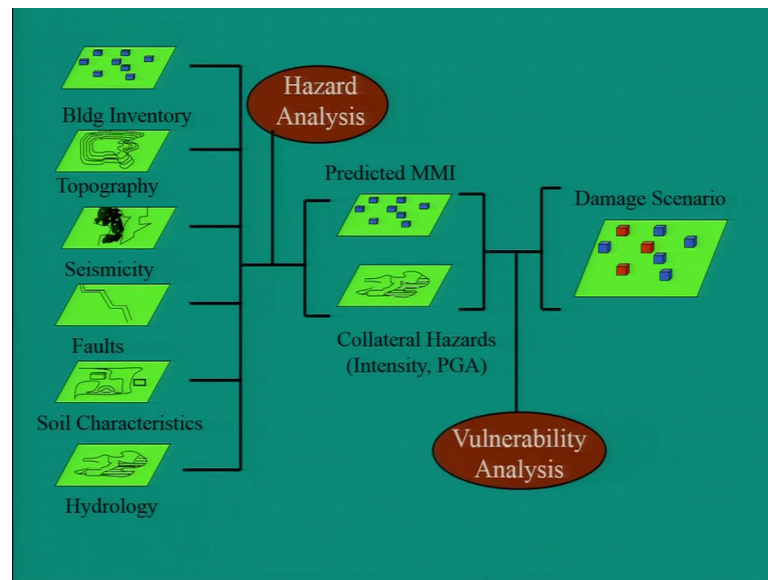 Bldg Inventory
Topography
Seismicity
Faults
Soil Characteristics
Hydrology
Hazard
Analysis
Predicted MMI
Collateral Hazards
(Intensity, PGA)
Vulnerability
Analysis
Damage Scenario